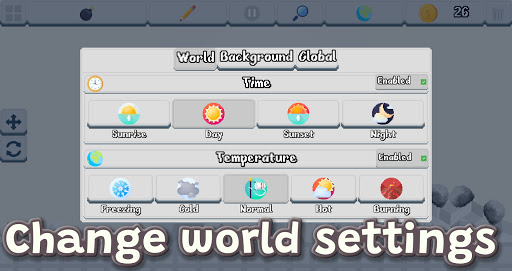 26
World Background Global
Time
Enabled
Sunrise Day Sunset Night
Temperature
Enabled
Freezing Cold Normal Hot Burning
Change world settings